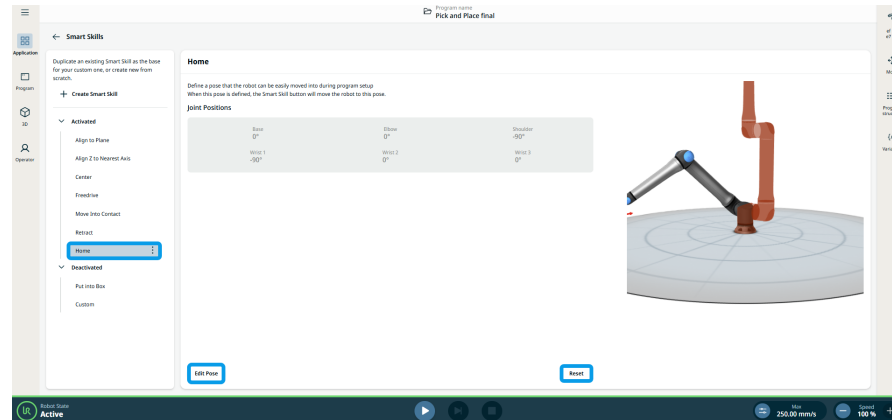 Program name
Pick and Place final
Smart Skills
Application
Program
3D
Operator
Duplicate an existing Smart Skill as the base
for your custom one, or create new from
scratch.
Create Smart Skill
Activated
Align to Plane
Align Z to Nearest Axis
Center
Freedrive
Move Into Contact
Retract
Home
Deactivated
Put into Box
Custom
Home
Define a pose that the robot can be easily moved into during program setup
When this pose is defined, the Smart Skill button will move the robot to this pose.
Joint Positions
Base
Elbow
Shoulder
0°
0°
-90°
Wrist 1
Wrist 2
Wrist 3
-90°
0°
0°
Edit Pose
Reset
Robot State
Active
Max
250.00 mm/s
Speed
100 %